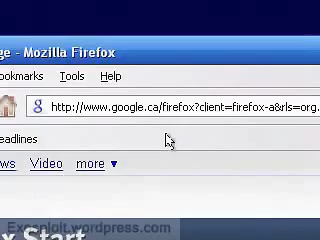 ge - Mozilla Firefox
ookmarks Tools Help
http://www.google.ca/firefox?client=firefox-a&rls=org.
eadlines
ws Video more ▼
Exesploit.wordpress.com
x Start